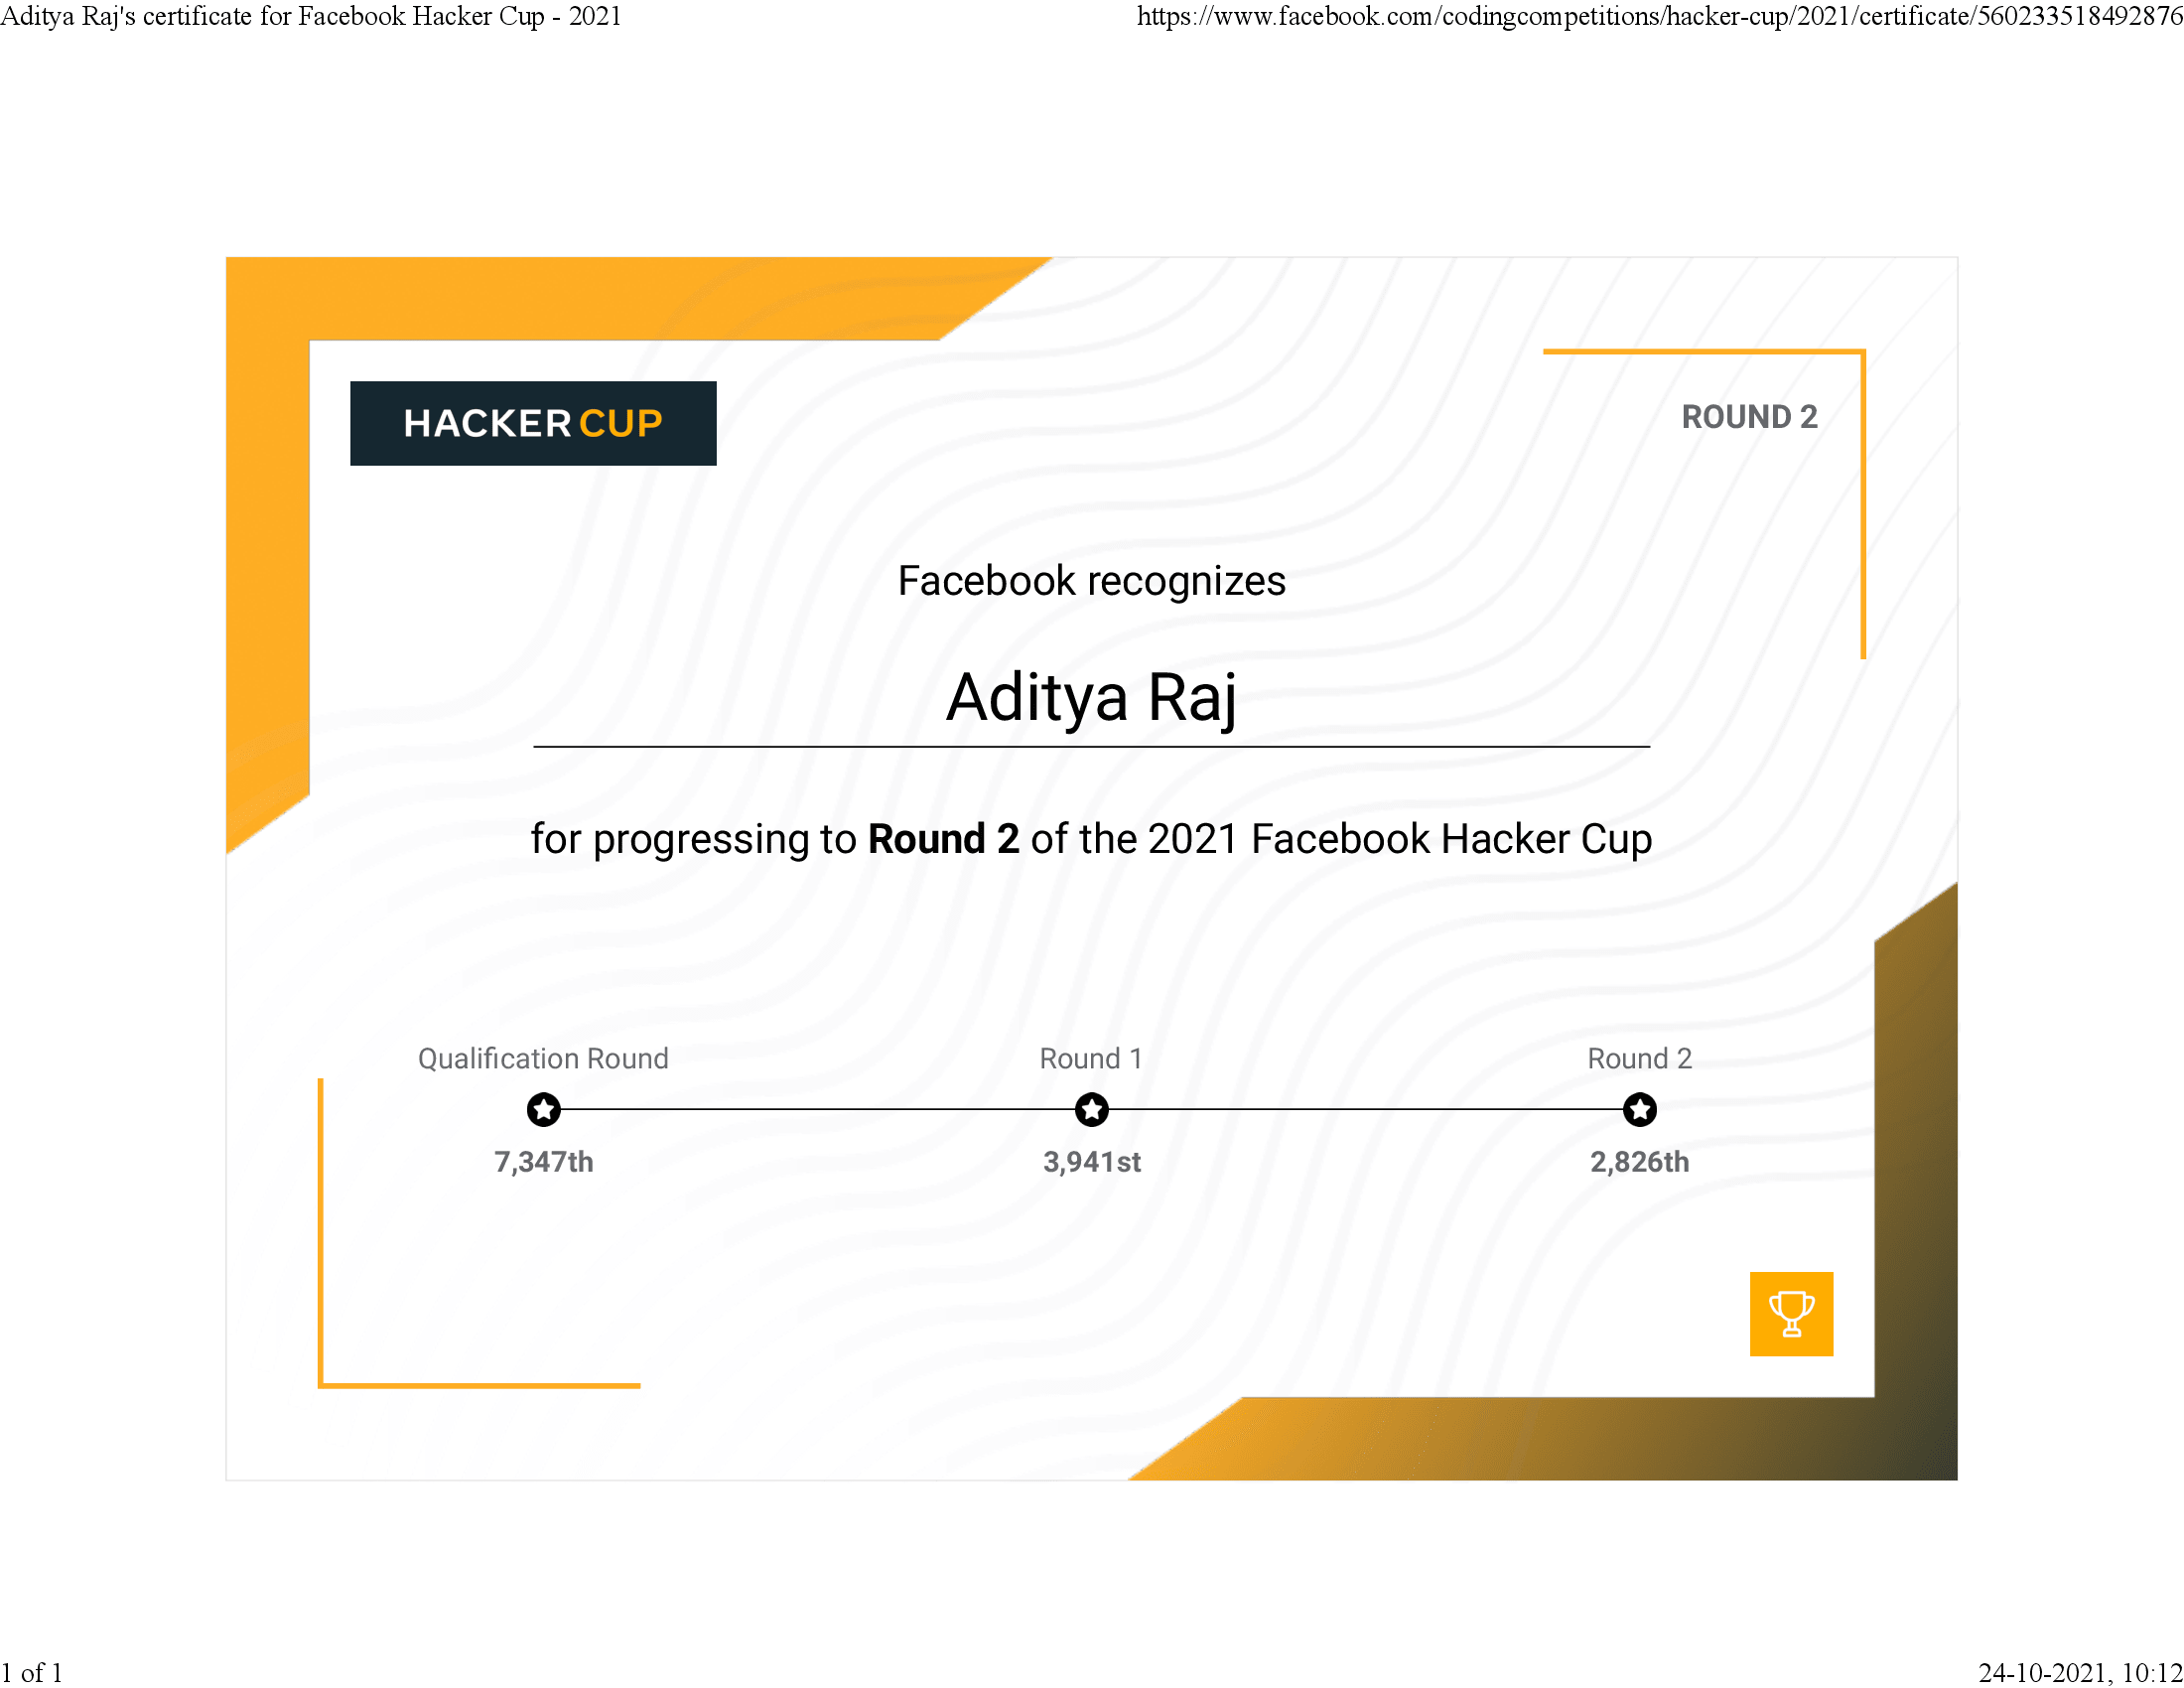 Aditya Raj's certificate for Facebook Hacker Cup - 2021
https://www.facebook.com/codingcompetitions/hacker-cup/2021/certificate/560233518492876
HACKER CUP
ROUND 2
Facebook recognizes
Aditya Raj
for progressing to Round 2 of the 2021 Facebook Hacker Cup
Qualification Round
Round 1
Round 2
7,347th
3,941st
2,826th
1 of 1
24-10-2021, 10:12